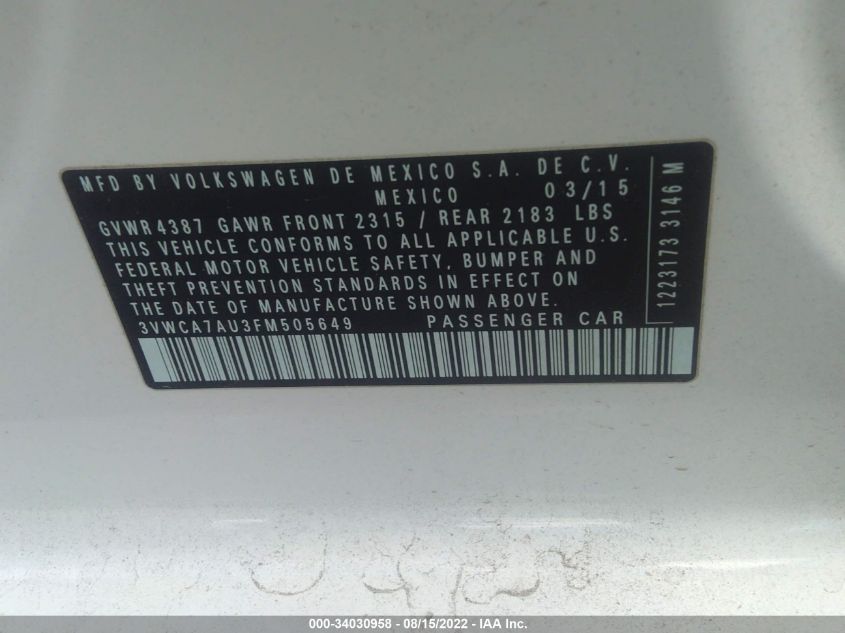 MFD BY VOLKSWAGEN DE MEXICO S.A. DE C.V.
MEXICO 03/15
GVWR 4387 GAWR FRONT 2315 / REAR 2183 LBS
THIS VEHICLE CONFORMS TO ALL APPLICABLE U.S.
FEDERAL MOTOR VEHICLE SAFETY, BUMPER AND
THEFT PREVENTION STANDARDS IN EFFECT ON
THE DATE OF MANUFACTURE SHOWN ABOVE.
3VWCA7AU3FM505649 PASSENGER CAR
1223173 3146 M
000-34030958 - 08/15/2022 - IAA Inc.